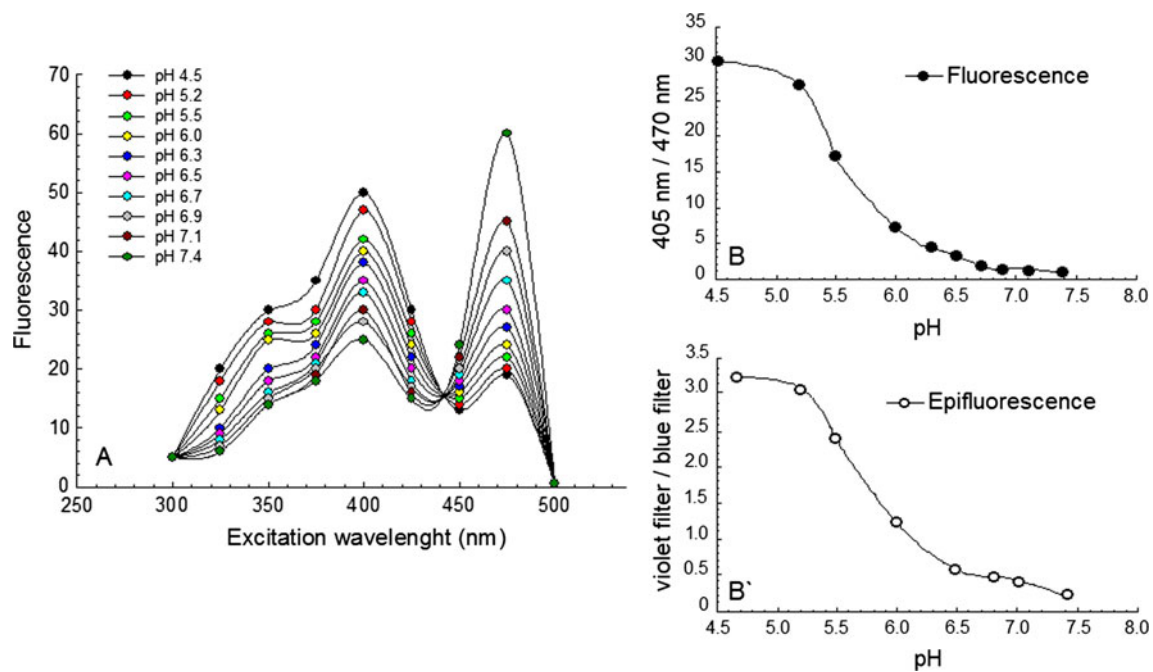 70
60
50
40
30
20
10
0
Fluorescence
pH 4.5
pH 5.2
pH 5.5
pH 6.0
pH 6.3
pH 6.5
pH 6.7
pH 6.9
pH 7.1
pH 7.4
A
250 300 350 400 450 500
Excitation wavelenght (nm)
35
30
25
20
15
10
5
0
405 nm / 470 nm
Fluorescence
B
4.5 5.0 5.5 6.0 6.5 7.0 7.5 8.0
pH
3.5
3.0
2.5
2.0
1.5
1.0
0.5
0
violet filter / blue filter
Epifluorescence
B`
4.5 5.0 5.5 6.0 6.5 7.0 7.5 8.0
pH